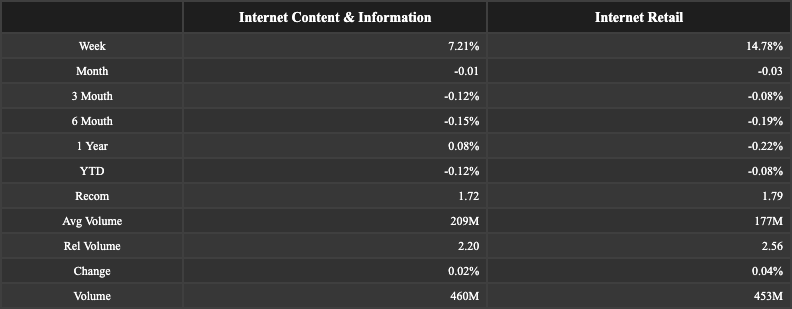 Internet Content & Information Internet Retail
Week 7.21% 14.78%
Month -0.01 -0.03
3 Mouth -0.12% -0.08%
6 Mouth -0.15% -0.19%
1 Year 0.08% -0.22%
YTD -0.12% -0.08%
Recom 1.72 1.79
Avg Volume 209M 177M
Rel Volume 2.20 2.56
Change 0.02% 0.04%
Volume 460M 453M